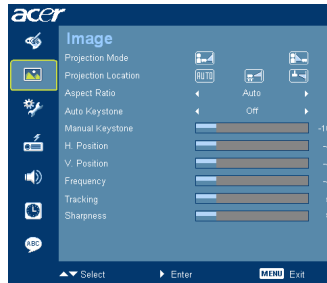 acer
Image
Projection Mode
Projection Location AUTO
Aspect Ratio Auto
Auto Keystone Off
Manual Keystone
H. Position
V. Position
Frequency
Tracking
Sharpness
ABC
Select Enter MENU Exit